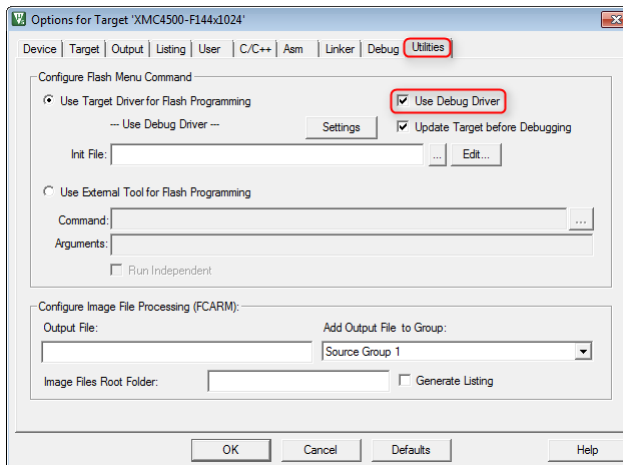 Options for Target 'XMC4500-F144x1024'
Device | Target | Output | Listing | User | C/C++ | Asm | Linker | Debug | Utilities
Configure Flash Menu Command
Use Target Driver for Flash Programming
Use Debug Driver
--- Use Debug Driver ---
Settings
Update Target before Debugging
Init File:
...
Edit...
Use External Tool for Flash Programming
Command:
...
Arguments:
Run Independent
Configure Image File Processing (FCARM):
Output File:
Add Output File to Group:
Source Group 1
Image Files Root Folder:
Generate Listing
OK
Cancel
Defaults
Help